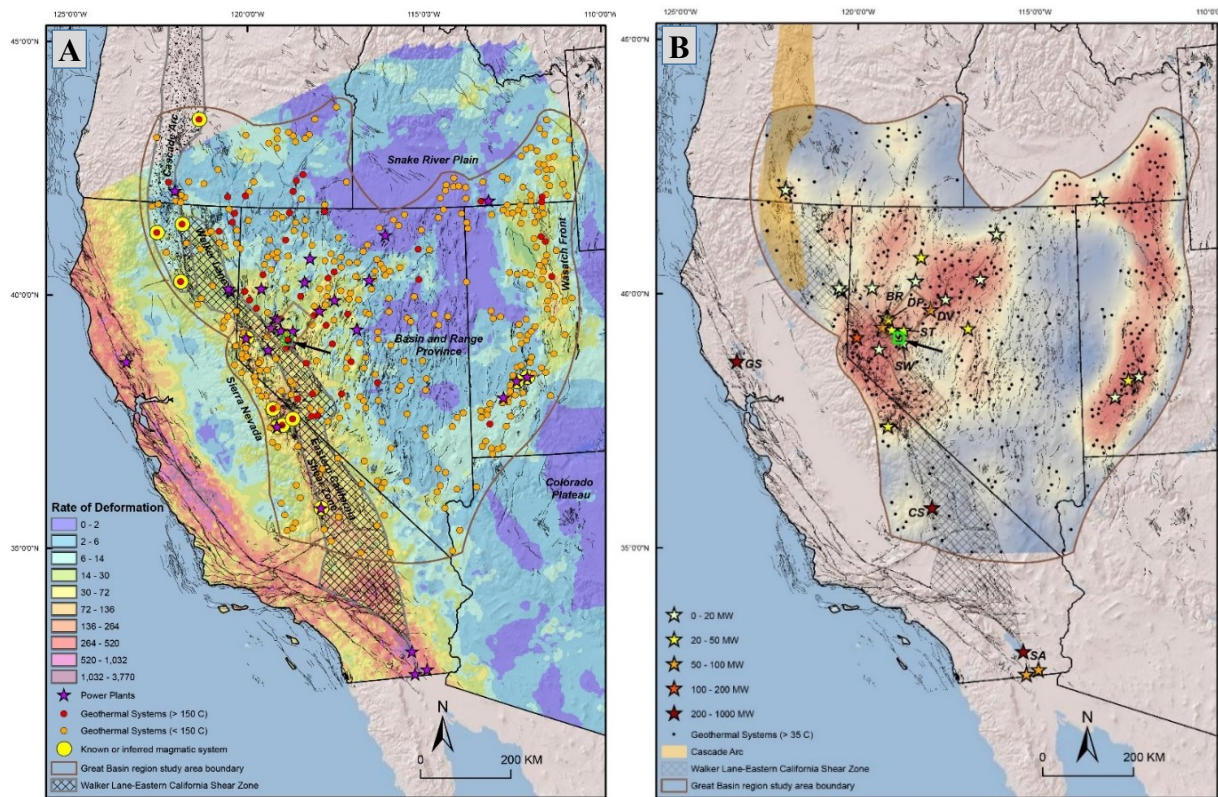 A
125°0'0"W
120°0'0"W
115°0'0"W
110°0'0"W
45°0'0"N
40°0'0"N
35°0'0"N
Cascade Arc
Snake River Plain
Walker Lane
Wasatch Front
Basin and Range
Province
Sierra Nevada
Eastern California
Shear Zone
Colorado
Plateau
Rate of Deformation
0 - 2
2 - 6
6 - 14
14 - 30
30 - 72
72 - 136
136 - 264
264 - 520
520 - 1,032
1,032 - 3,770
Power Plants
Geothermal Systems (> 150 C)
Geothermal Systems (< 150 C)
Known or inferred magmatic system
Great Basin region study area boundary
Walker Lane-Eastern California Shear Zone
N
200 KM
B
125°0'0"W
120°0'0"W
115°0'0"W
110°0'0"W
45°0'0"N
40°0'0"N
35°0'0"N
BR
DP
DV
ST
SW
GS
CS
SA
0 - 20 MW
20 - 50 MW
50 - 100 MW
100 - 200 MW
200 - 1000 MW
Geothermal Systems (> 35 C)
Cascade Arc
Walker Lane-Eastern California Shear Zone
Great Basin region study area boundary
N
200 KM